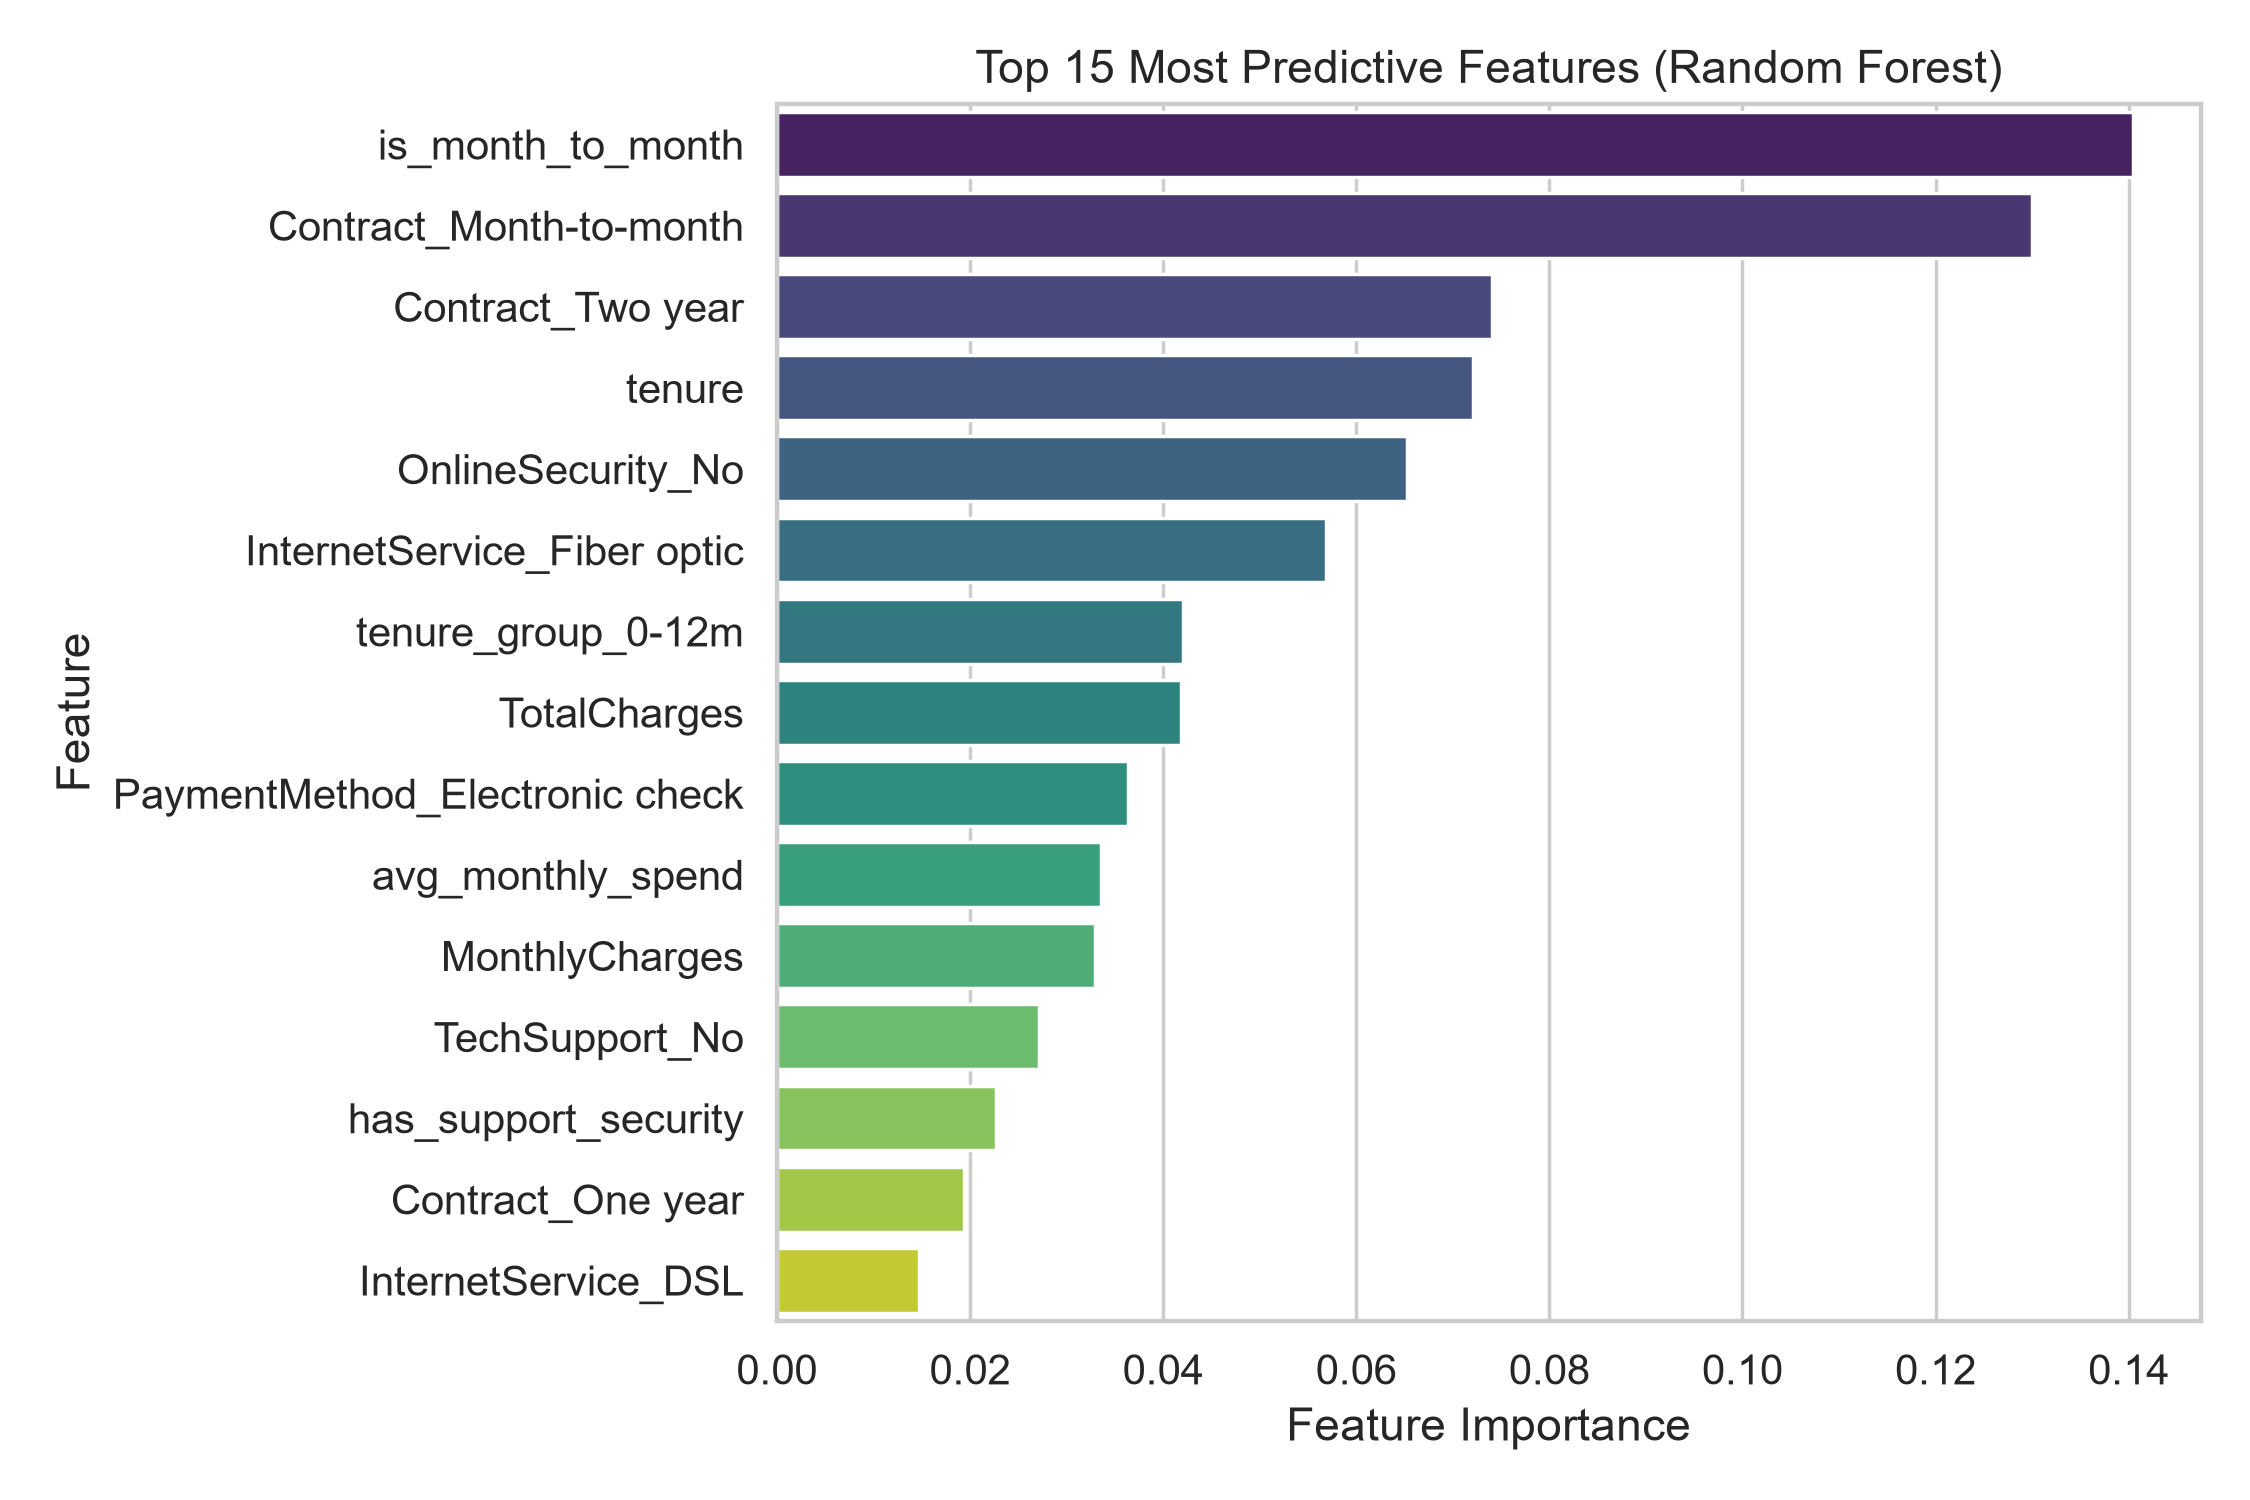 Top 15 Most Predictive Features (Random Forest)
is_month_to_month
Contract_Month-to-month
Contract_Two year
tenure
OnlineSecurity_No
InternetService_Fiber optic
tenure_group_0-12m
TotalCharges
PaymentMethod_Electronic check
avg_monthly_spend
MonthlyCharges
TechSupport_No
has_support_security
Contract_One year
InternetService_DSL
Feature
0.00 0.02 0.04 0.06 0.08 0.10 0.12 0.14
Feature Importance